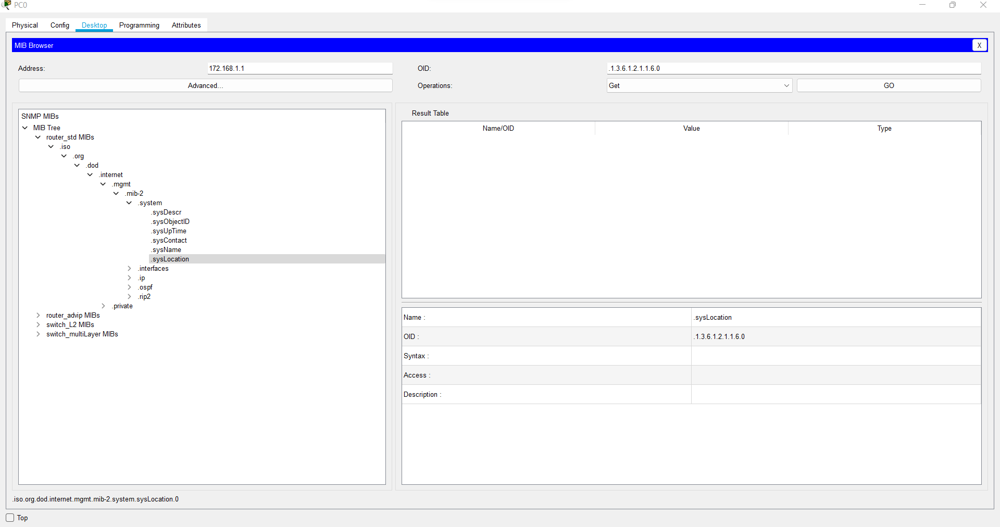 PC0
Physical Config Desktop Programming Attributes
MIB Browser X
Address: 172.168.1.1 OID: .1.3.6.1.2.1.1.6.0
Advanced... Operations: Get GO
SNMP MIBs
MIB Tree
router_std MIBs
.iso
.org
.dod
.internet
.mgmt
.mib-2
.system
.sysDescr
.sysObjectID
.sysUpTime
.sysContact
.sysName
.sysLocation
.interfaces
.ip
.ospf
.rip2
.private
router_advip MIBs
switch_L2 MIBs
switch_multiLayer MIBs
Result Table
Name/OID Value Type
Name : .sysLocation
OID : .1.3.6.1.2.1.1.6.0
Syntax :
Access :
Description :
.iso.org.dod.internet.mgmt.mib-2.system.sysLocation.0
Top